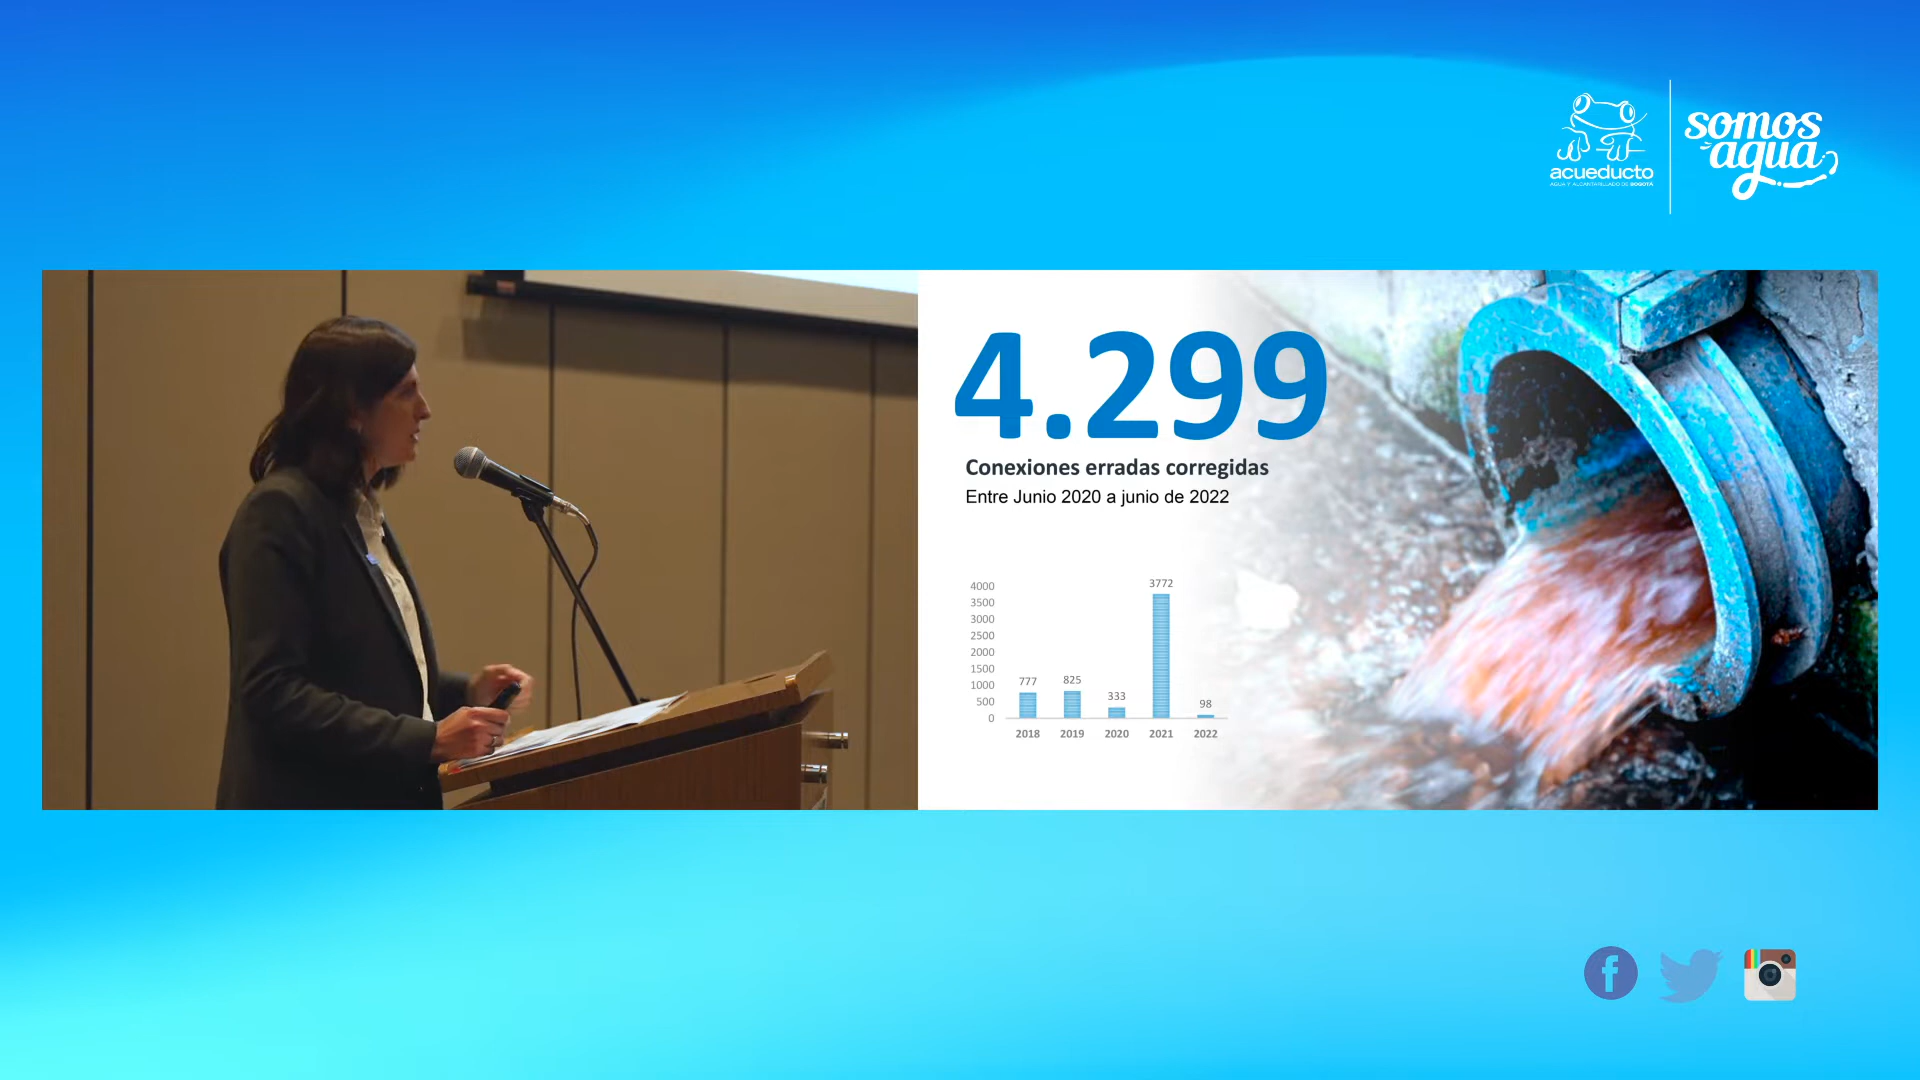 acueducto
AGUA Y ALCANTARILLADO DE BOGOTÁ
somos
agua
4.299
Conexiones erradas corregidas
Entre Junio 2020 a junio de 2022
4000
3500
3000
2500
2000
1500
1000
500
0
777
825
333
3772
98
2018 2019 2020 2021 2022